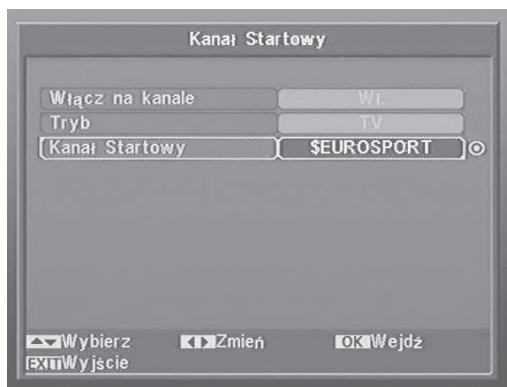 Kanał Startowy
Włącz na kanale Wł.
Tryb TV
Kanał Startowy $EUROSPORT
Wybierz Zmień OK Wejdź
EXIT Wyjście